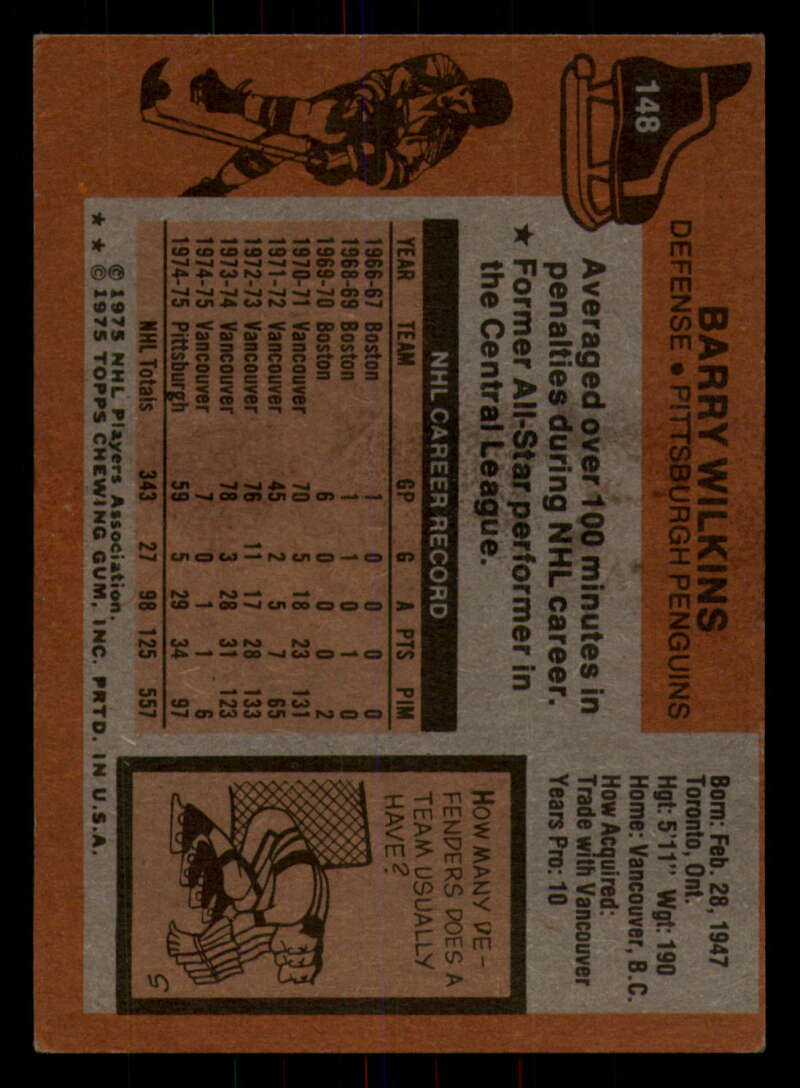 148
BARRY WILKINS
DEFENSE • PITTSBURGH PENGUINS
Born: Feb. 28, 1947
Toronto, Ont.
Hgt: 5'11" Wgt: 190
Home: Vancouver, B.C.
How Acquired:
Trade with Vancouver
Years Pro: 10
Averaged over 100 minutes in
penalties during NHL career.
★ Former All-Star performer in
the Central League.
NHL CAREER RECORD
YEAR TEAM GP G A PTS PIM
1966-67 Boston 1 0 0 0 0
1968-69 Boston 1 1 0 1 0
1969-70 Boston 6 0 0 0 2
1970-71 Vancouver 70 5 18 23 131
1971-72 Vancouver 45 2 5 7 65
1972-73 Vancouver 76 11 17 28 133
1973-74 Vancouver 78 3 28 31 123
1974-75 Vancouver 7 0 1 1 6
1974-75 Pittsburgh 59 5 29 34 97
NHL Totals 343 27 98 125 557
HOW MANY DE-
FENDERS DOES A
TEAM USUALLY
HAVE?
5
© 1975 NHL Players Association.
★ ★ © 1975 TOPPS CHEWING GUM, INC. PRTD. IN U.S.A.